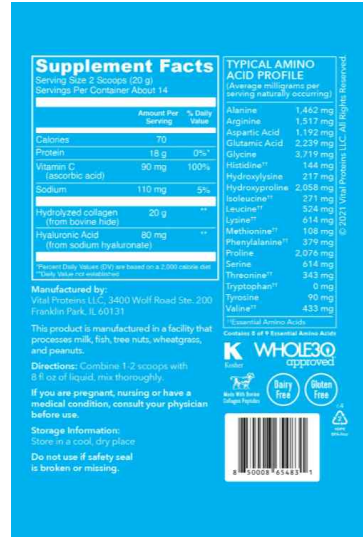 Supplement Facts
Serving Size 2 Scoops (20 g)
Servings Per Container About 14
Amount Per Serving % Daily Value
Calories 70
Protein 18 g 0%*
Vitamin C 90 mg 100%
(ascorbic acid)
Sodium 110 mg 5%
Hydrolyzed collagen 20 g **
(from bovine hide)
Hyaluronic Acid 80 mg **
(from sodium hyaluronate)
*Percent Daily Values (DV) are based on a 2,000 calorie diet
**Daily Value not established
Manufactured by:
Vital Proteins LLC, 3400 Wolf Road Ste. 200
Franklin Park, IL 60131
This product is manufactured in a facility that
processes milk, fish, tree nuts, wheatgrass,
and peanuts.
Directions: Combine 1-2 scoops with
8 fl oz of liquid, mix thoroughly.
If you are pregnant, nursing or have a
medical condition, consult your physician
before use.
Storage Information:
Store in a cool, dry place
Do not use if safety seal
is broken or missing.
TYPICAL AMINO
ACID PROFILE
(Average milligrams per
serving naturally occurring)
Alanine 1,462 mg
Arginine 1,517 mg
Aspartic Acid 1,192 mg
Glutamic Acid 2,239 mg
Glycine 3,719 mg
Histidine†† 144 mg
Hydroxylysine 217 mg
Hydroxyproline 2,058 mg
Isoleucine†† 271 mg
Leucine†† 524 mg
Lysine†† 614 mg
Methionine†† 108 mg
Phenylalanine†† 379 mg
Proline 2,076 mg
Serine 614 mg
Threonine†† 343 mg
Tryptophan†† 0 mg
Tyrosine 90 mg
Valine†† 433 mg
††Essential Amino Acids
Contains 8 of 9 Essential Amino Acids
K
Kosher
WHOLE30
approved
Made With Bovine
Collagen Peptides
Dairy
Free
Gluten
Free
2
8 50008 65483 1
© 2021 Vital Proteins LLC. All Rights Reserved.